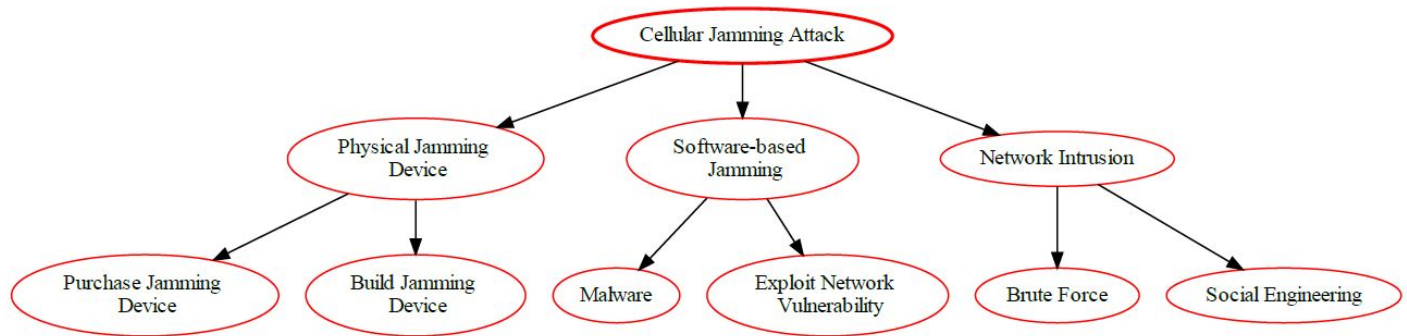 Cellular Jamming Attack
Physical Jamming
Device
Software-based
Jamming
Network Intrusion
Purchase Jamming
Device
Build Jamming
Device
Malware
Exploit Network
Vulnerability
Brute Force
Social Engineering